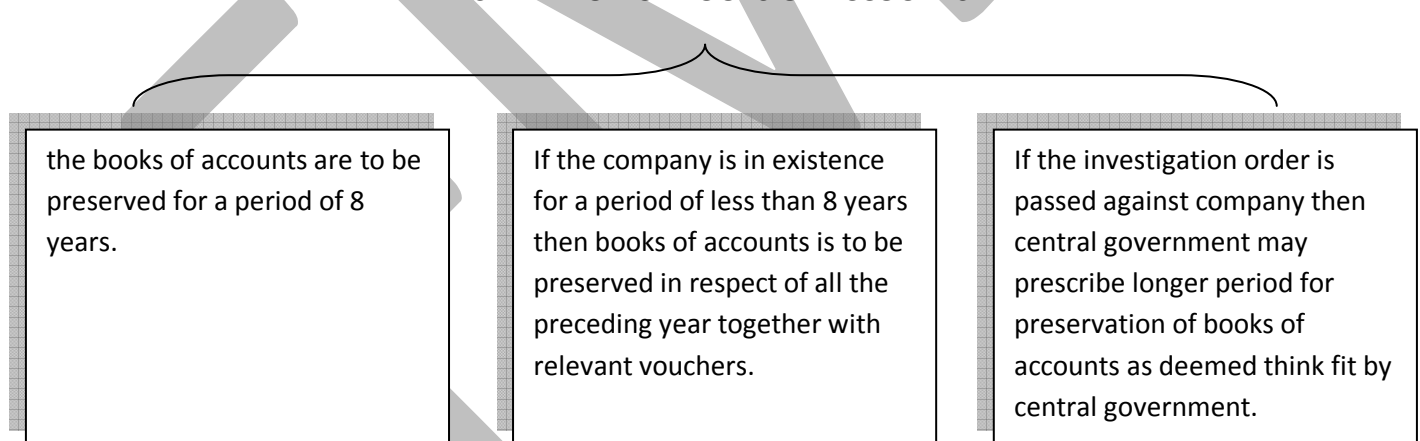 the books of accounts are to be
preserved for a period of 8
years.
If the company is in existence
for a period of less than 8 years
then books of accounts is to be
preserved in respect of all the
preceding year together with
relevant vouchers.
If the investigation order is
passed against company then
central government may
prescribe longer period for
preservation of books of
accounts as deemed think fit by
central government.